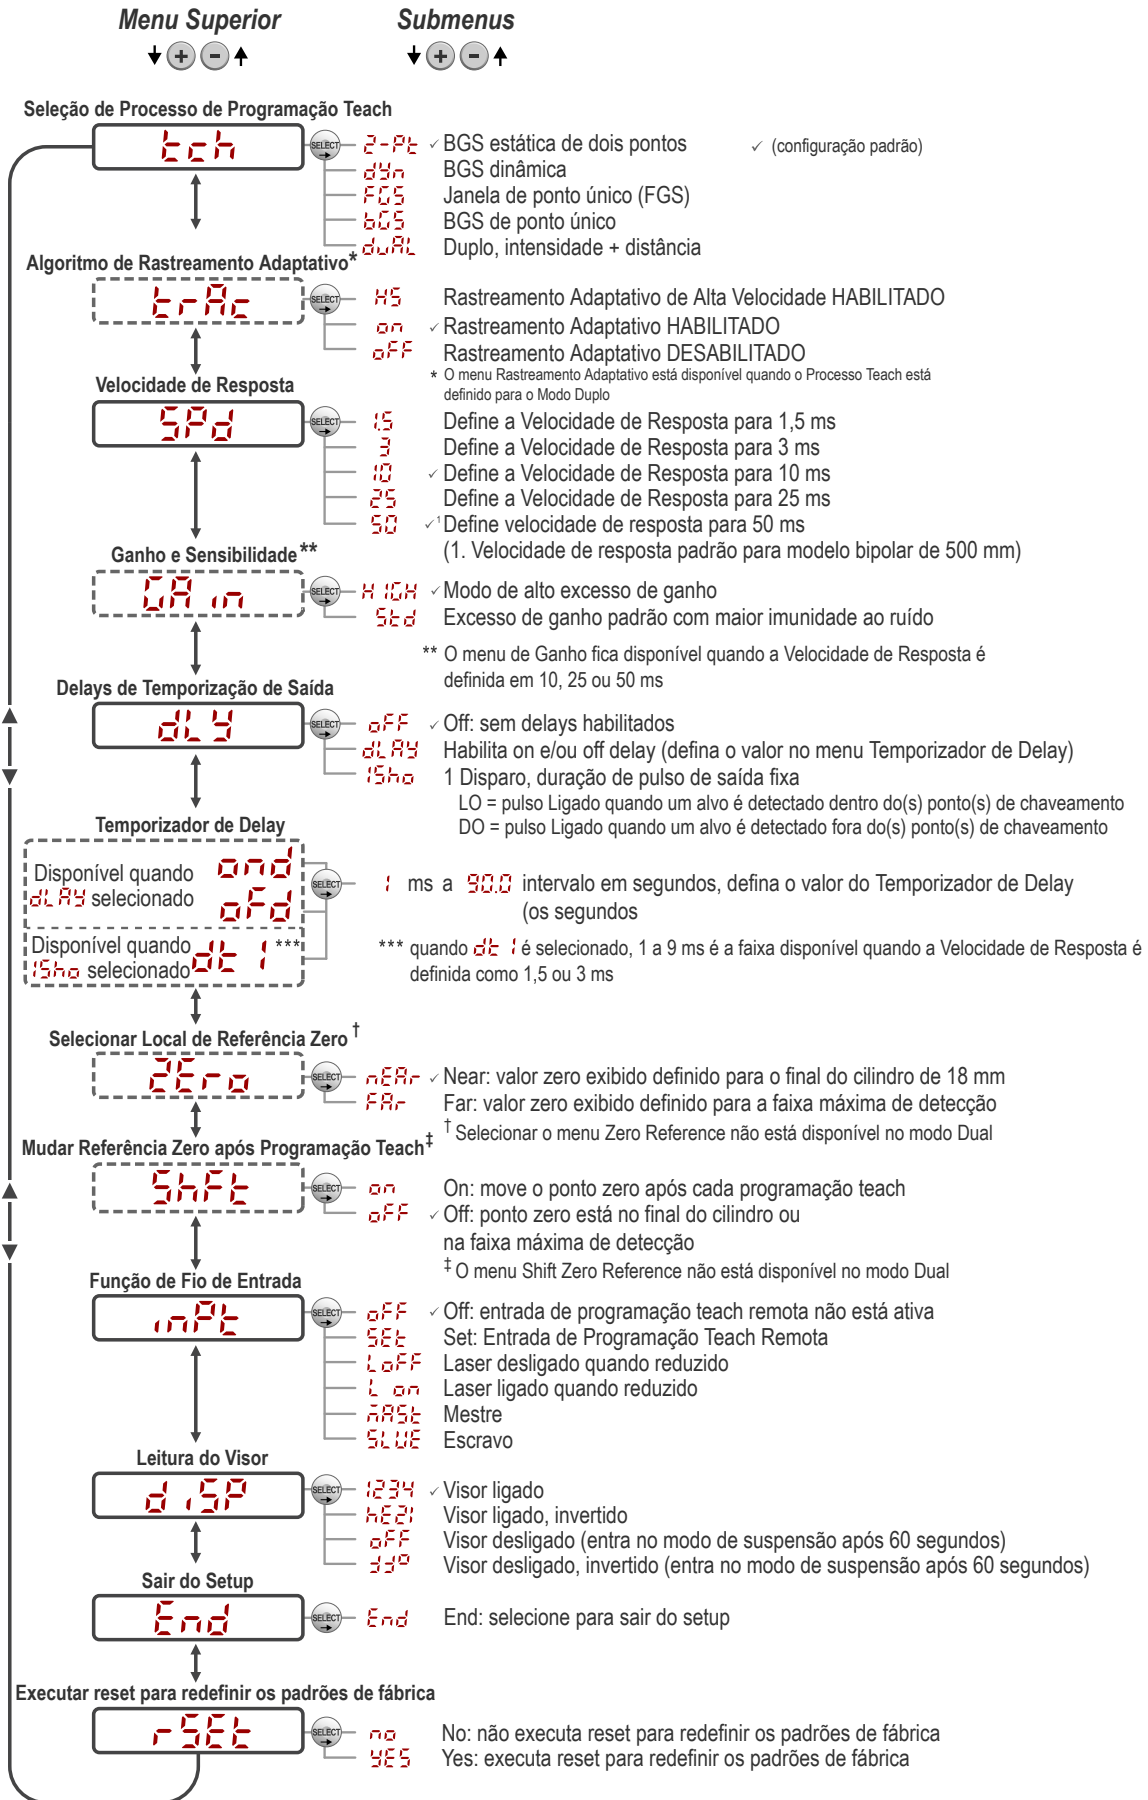 Menu Superior Submenus
+ - + -
Seleção de Processo de Programação Teach
tch SELECT 2-Pt ✓ BGS estática de dois pontos ✓ (configuração padrão)
dYn BGS dinâmica
FGS Janela de ponto único (FGS)
bGS BGS de ponto único
duAL Duplo, intensidade + distância
Algoritmo de Rastreamento Adaptativo*
trAc SELECT HS Rastreamento Adaptativo de Alta Velocidade HABILITADO
on ✓ Rastreamento Adaptativo HABILITADO
oFF Rastreamento Adaptativo DESABILITADO
* O menu Rastreamento Adaptativo está disponível quando o Processo Teach está
definido para o Modo Duplo
Velocidade de Resposta
SPd SELECT 1.5 Define a Velocidade de Resposta para 1,5 ms
3 Define a Velocidade de Resposta para 3 ms
10 ✓ Define a Velocidade de Resposta para 10 ms
25 Define a Velocidade de Resposta para 25 ms
50 ✓¹ Define velocidade de resposta para 50 ms
(1. Velocidade de resposta padrão para modelo bipolar de 500 mm)
Ganho e Sensibilidade**
GAin SELECT HIGH ✓ Modo de alto excesso de ganho
Std Excesso de ganho padrão com maior imunidade ao ruído
** O menu de Ganho fica disponível quando a Velocidade de Resposta é
definida em 10, 25 ou 50 ms
Delays de Temporização de Saída
dLY SELECT oFF ✓ Off: sem delays habilitados
dLAY Habilita on e/ou off delay (defina o valor no menu Temporizador de Delay)
1Sho 1 Disparo, duração de pulso de saída fixa
LO = pulso Ligado quando um alvo é detectado dentro do(s) ponto(s) de chaveamento
DO = pulso Ligado quando um alvo é detectado fora do(s) ponto(s) de chaveamento
Temporizador de Delay
Disponível quando dLAY selecionado ond oFd SELECT 1 ms a 90.0 intervalo em segundos, defina o valor do Temporizador de Delay
(os segundos
Disponível quando 1Sho selecionado dt 1 *** *** quando dt 1 é selecionado, 1 a 9 ms é a faixa disponível quando a Velocidade de Resposta é
definida como 1,5 ou 3 ms
Selecionar Local de Referência Zero †
ZEro SELECT nEAr ✓ Near: valor zero exibido definido para o final do cilindro de 18 mm
FAr Far: valor zero exibido definido para a faixa máxima de detecção
† Selecionar o menu Zero Reference não está disponível no modo Dual
Mudar Referência Zero após Programação Teach‡
ShFt SELECT on On: move o ponto zero após cada programação teach
oFF ✓ Off: ponto zero está no final do cilindro ou
na faixa máxima de detecção
‡ O menu Shift Zero Reference não está disponível no modo Dual
Função de Fio de Entrada
inPt SELECT oFF ✓ Off: entrada de programação teach remota não está ativa
SEt Set: Entrada de Programação Teach Remota
LoFF Laser desligado quando reduzido
L on Laser ligado quando reduzido
nASt Mestre
SLUE Escravo
Leitura do Visor
diSP SELECT 1234 ✓ Visor ligado
hEZ1 Visor ligado, invertido
oFF Visor desligado (entra no modo de suspensão após 60 segundos)
JJo Visor desligado, invertido (entra no modo de suspensão após 60 segundos)
Sair do Setup
End SELECT End End: selecione para sair do setup
Executar reset para redefinir os padrões de fábrica
rSEt SELECT no No: não executa reset para redefinir os padrões de fábrica
YES Yes: executa reset para redefinir os padrões de fábrica